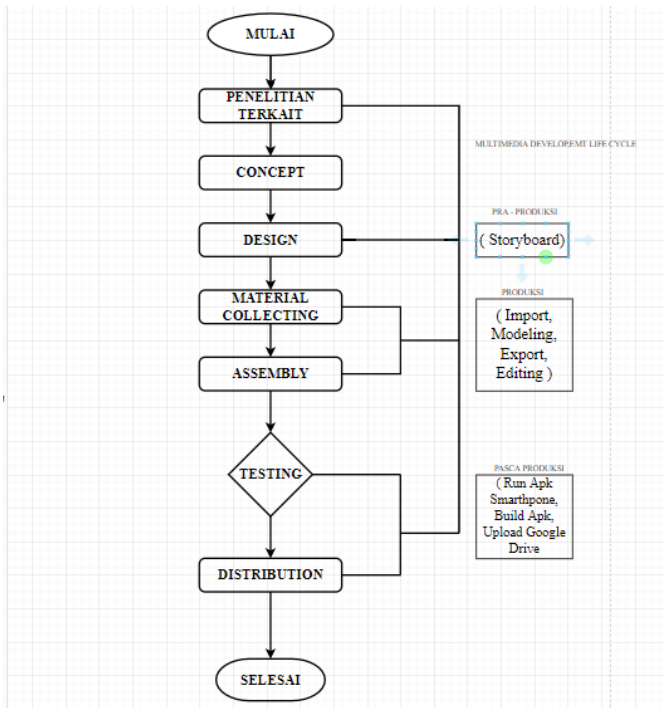 MULAI
PENELITIAN
TERKAIT
CONCEPT
DESIGN
MATERIAL
COLLECTING
ASSEMBLY
TESTING
DISTRIBUTION
SELESAI
MULTIMEDIA DEVELOPEMT LIFE CYCLE
PRA - PRODUKSI
( Storyboard)
PRODUKSI
( Import,
Modeling,
Export,
Editing )
PASCA PRODUKSI
( Run Apk
Smarthpone,
Build Apk,
Upload Google
Drive